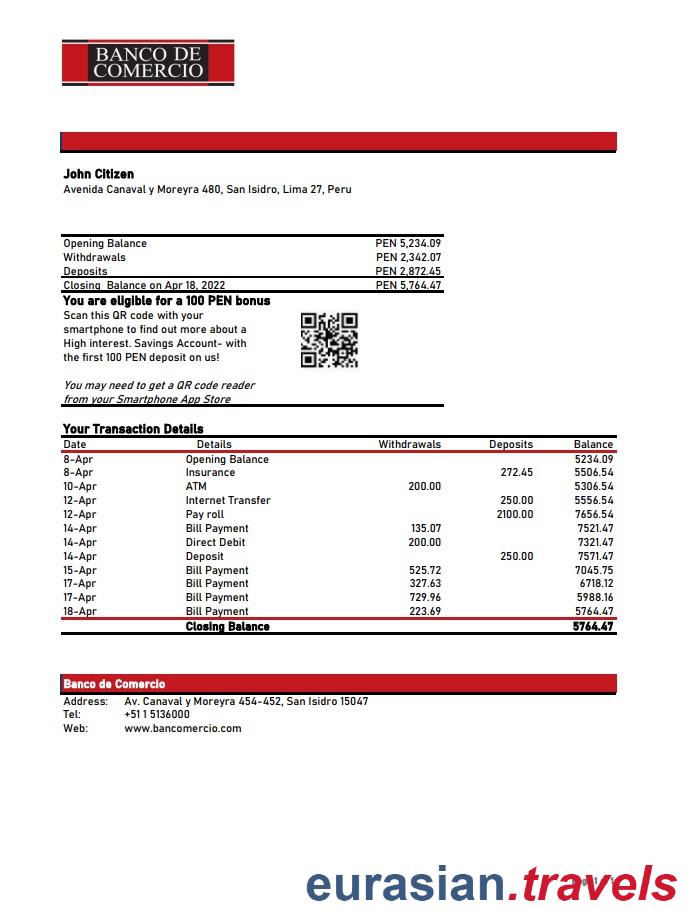 BANCO DE
COMERCIO
John Citizen
Avenida Canaval y Moreyra 480, San Isidro, Lima 27, Peru
Opening Balance PEN 5,234.09
Withdrawals PEN 2,342.07
Deposits PEN 2,872.45
Closing Balance on Apr 18, 2022 PEN 5,764.47
You are eligible for a 100 PEN bonus
Scan this QR code with your
smartphone to find out more about a
High interest. Savings Account- with
the first 100 PEN deposit on us!
You may need to get a QR code reader
from your Smartphone App Store
Your Transaction Details
Date Details Withdrawals Deposits Balance
8-Apr Opening Balance 5234.09
8-Apr Insurance 272.45 5506.54
10-Apr ATM 200.00 5306.54
12-Apr Internet Transfer 250.00 5556.54
12-Apr Pay roll 2100.00 7656.54
14-Apr Bill Payment 135.07 7521.47
14-Apr Direct Debit 200.00 7321.47
14-Apr Deposit 250.00 7571.47
15-Apr Bill Payment 525.72 7045.75
17-Apr Bill Payment 327.63 6718.12
17-Apr Bill Payment 729.96 5988.16
18-Apr Bill Payment 223.69 5764.47
Closing Balance 5764.47
Banco de Comercio
Address: Av. Canaval y Moreyra 454-452, San Isidro 15047
Tel: +51 1 5136000
Web: www.bancomercio.com
eurasian.travels